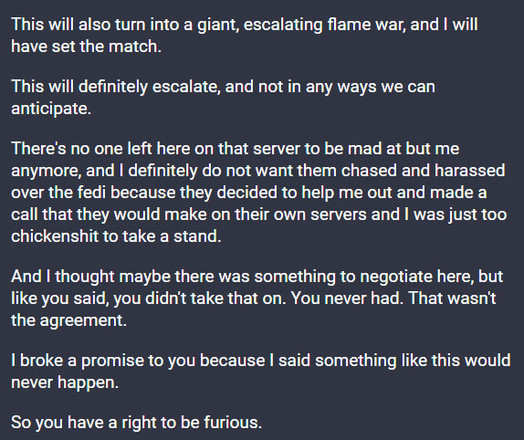 This will also turn into a giant, escalating flame war, and I will
have set the match.
This will definitely escalate, and not in any ways we can
anticipate.
There's no one left here on that server to be mad at but me
anymore, and I definitely do not want them chased and harassed
over the fedi because they decided to help me out and made a
call that they would make on their own servers and I was just too
chickenshit to take a stand.
And I thought maybe there was something to negotiate here, but
like you said, you didn't take that on. You never had. That wasn't
the agreement.
I broke a promise to you because I said something like this would
never happen.
So you have a right to be furious.